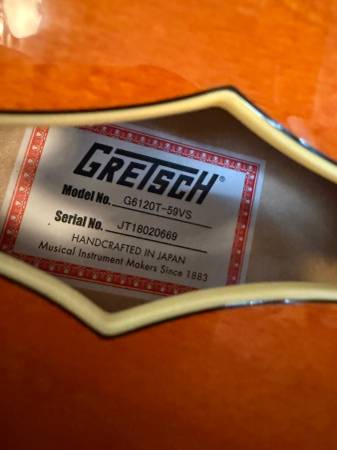 GRETSCH®
Model No. G6120T-59VS
Serial No. JT18020669
HANDCRAFTED IN JAPAN
Musical Instrument Makers Since 1883